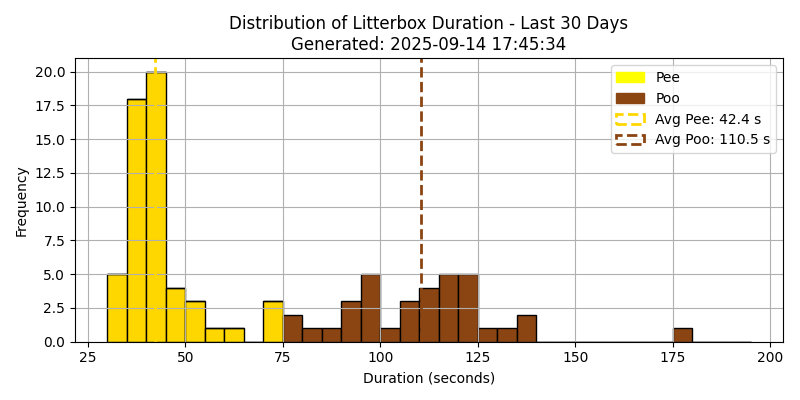 Distribution of Litterbox Duration - Last 30 Days
Generated: 2025-09-14 17:45:34
Frequency
20.0
17.5
15.0
12.5
10.0
7.5
5.0
2.5
0.0
Pee
Poo
Avg Pee: 42.4 s
Avg Poo: 110.5 s
25 50 75 100 125 150 175 200
Duration (seconds)